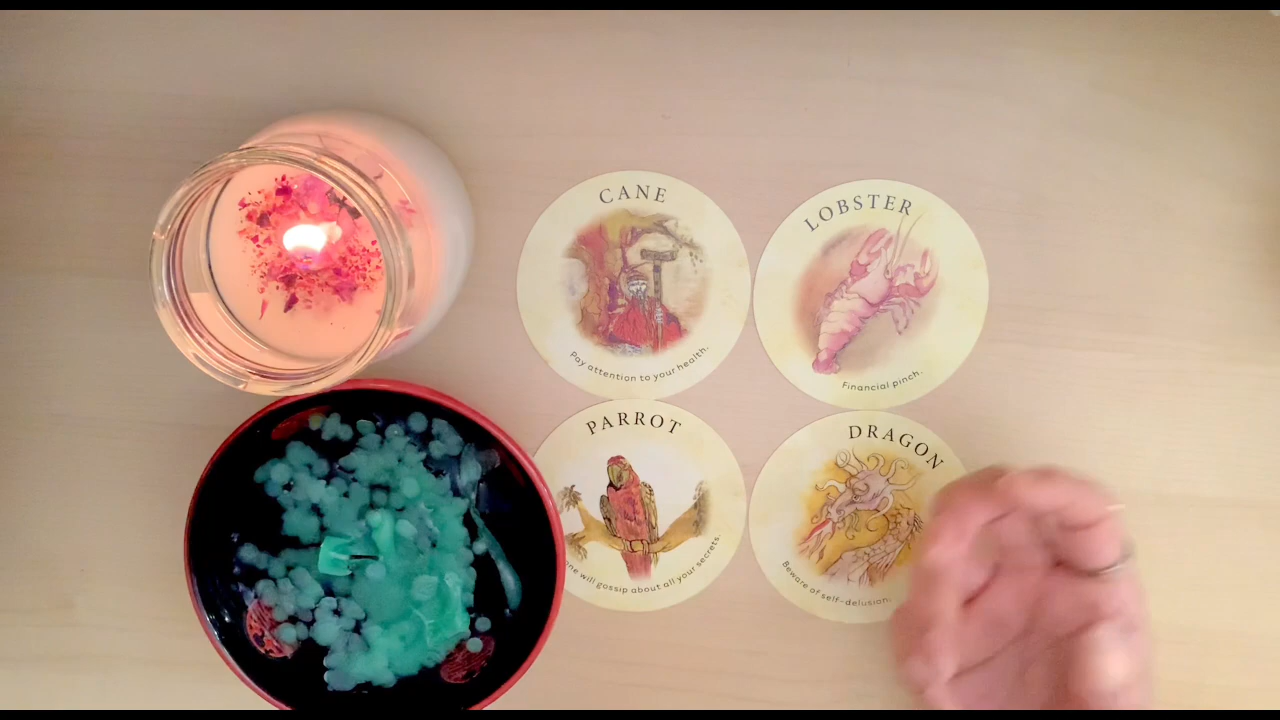 CANE
Pay attention to your health.
LOBSTER
Financial pinch.
PARROT
will gossip about all your secrets.
DRAGON
Beware of self-delusion.